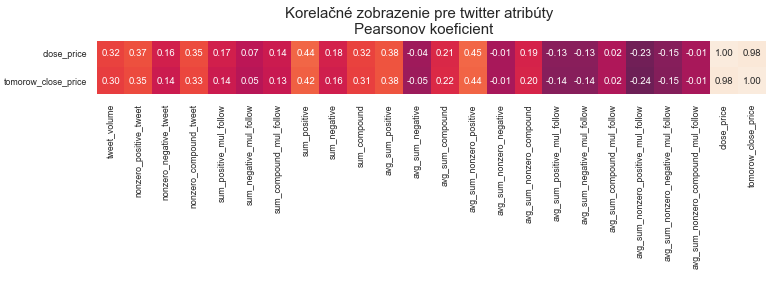 Korelačné zobrazenie pre twitter atribúty
Pearsonov koeficient
dose_price 0.32 0.37 0.16 0.35 0.17 0.07 0.14 0.44 0.18 0.32 0.38 -0.04 0.21 0.45 -0.01 0.19 -0.13 -0.13 0.02 -0.23 -0.15 -0.01 1.00 0.98
tomorow_close_price 0.30 0.35 0.14 0.33 0.14 0.05 0.13 0.42 0.16 0.31 0.38 -0.05 0.22 0.44 -0.01 0.20 -0.14 -0.14 0.02 -0.24 -0.15 -0.01 0.98 1.00
tweet_volume
nonzero_positive_tweet
nonzero_negative_tweet
nonzero_compound_tweet
sum_positive_mul_follow
sum_negative_mul_follow
sum_compound_mul_follow
sum_positive
sum_negative
sum_compound
avg_sum_positive
avg_sum_negative
avg_sum_compound
avg_sum_nonzero_positive
avg_sum_nonzero_negative
avg_sum_nonzero_compound
avg_sum_positive_mul_follow
avg_sum_negative_mul_follow
avg_sum_compound_mul_follow
avg_sum_nonzero_positive_mul_follow
avg_sum_nonzero_negative_mul_follow
avg_sum_nonzero_compound_mul_follow
dose_price
tomorow_close_price